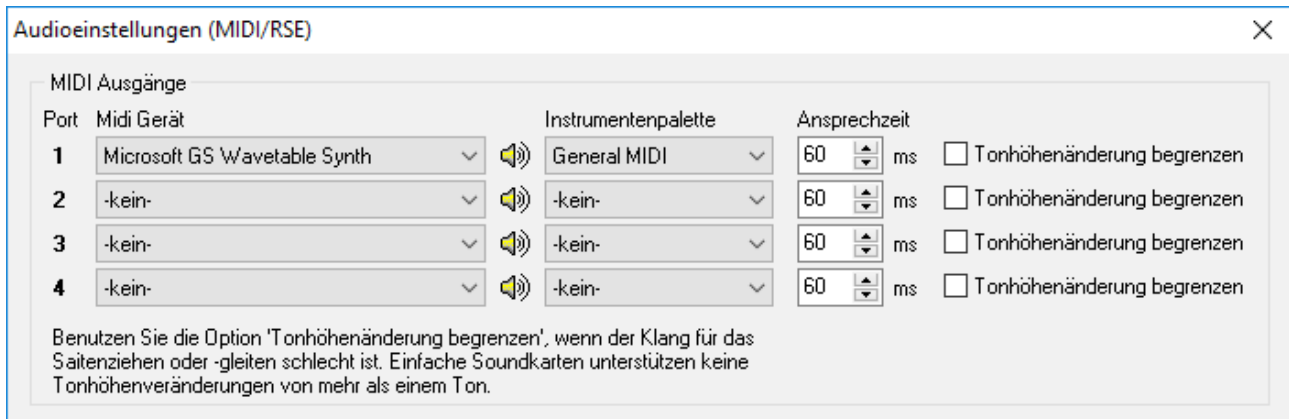 Audioeinstellungen (MIDI/RSE)
MIDI Ausgänge
Port Midi Gerät Instrumentenpalette Ansprechzeit
1 Microsoft GS Wavetable Synth General MIDI 60 ms Tonhöhenänderung begrenzen
2 -kein- -kein- 60 ms Tonhöhenänderung begrenzen
3 -kein- -kein- 60 ms Tonhöhenänderung begrenzen
4 -kein- -kein- 60 ms Tonhöhenänderung begrenzen
Benutzen Sie die Option 'Tonhöhenänderung begrenzen', wenn der Klang für das
Saitenziehen oder -gleiten schlecht ist. Einfache Soundkarten unterstützen keine
Tonhöhenveränderungen von mehr als einem Ton.